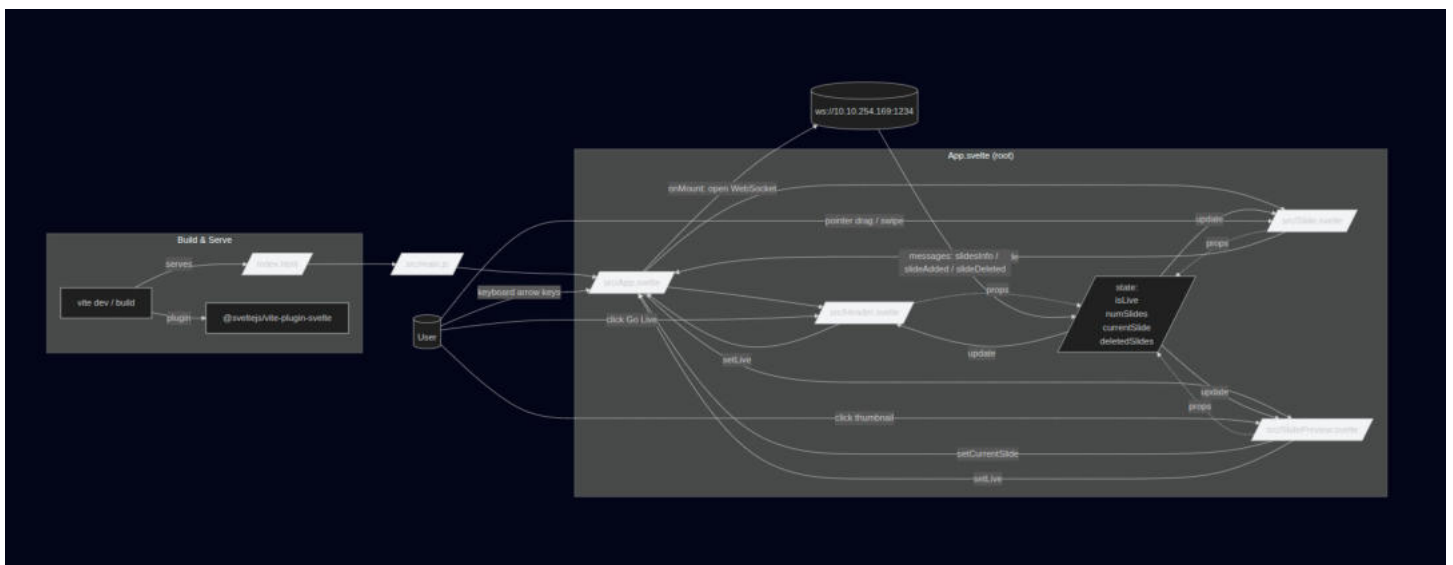 ws://10.10.254.169:1234
App.svelte (root)
onMount: open WebSocket
pointer drag / swipe
update
src/Slide.svelte
Build & Serve
props
serves
index.html
src/main.js
messages: slidesInfo /
slideAdded / slideDeleted
src/App.svelte
vite dev / build
keyboard arrow keys
props
state:
isLive
numSlides
currentSlide
deletedSlides
plugin
@sveltejs/vite-plugin-svelte
click Go Live
src/Header.svelte
User
update
setLive
update
props
click thumbnail
src/SlidePreview.svelte
setCurrentSlide
setLive